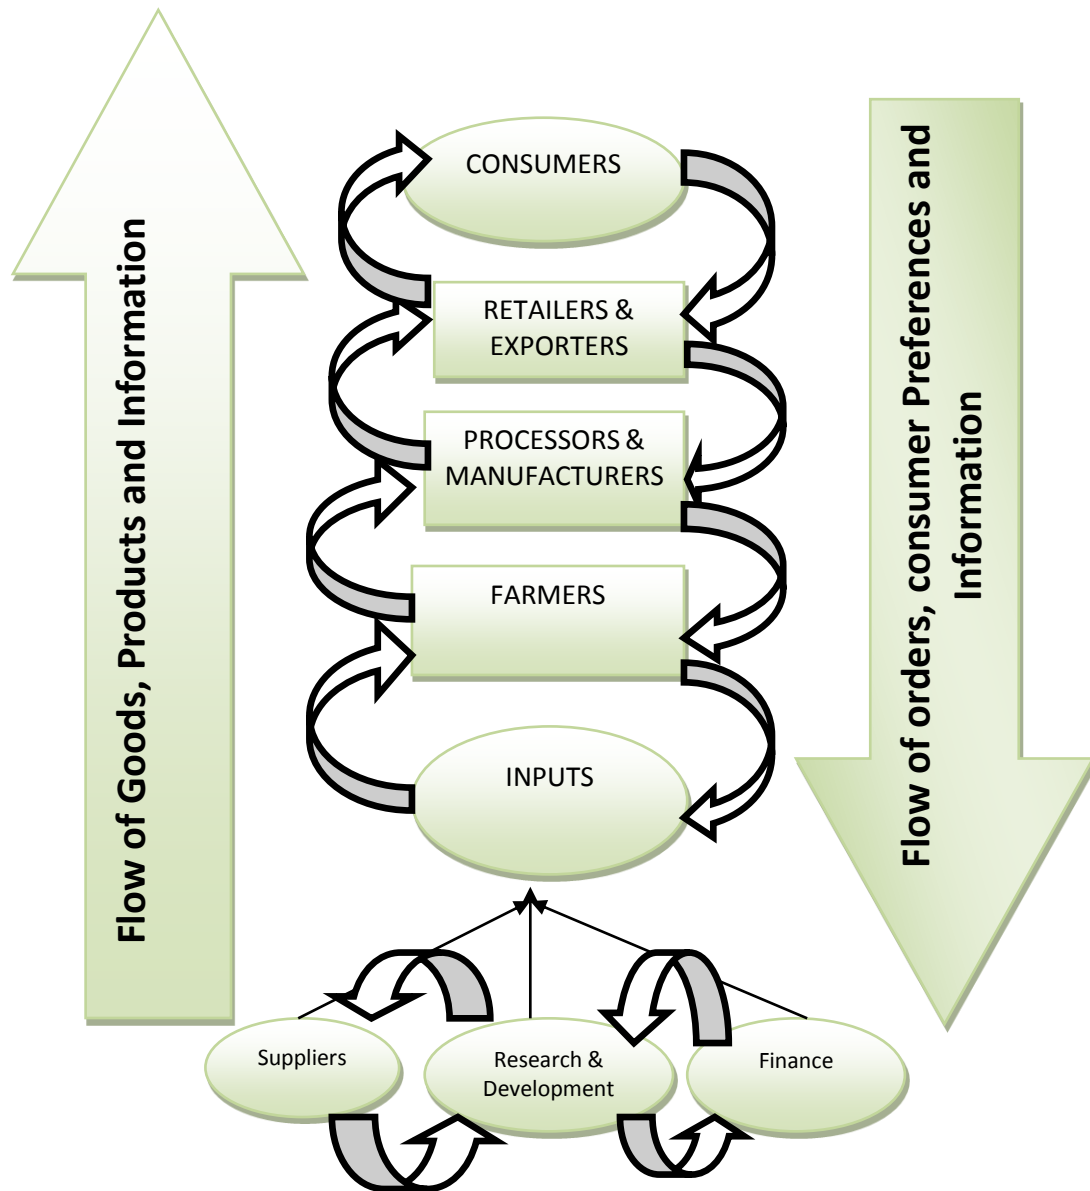 Flow of Goods, Products and Information
CONSUMERS
RETAILERS &
EXPORTERS
PROCESSORS &
MANUFACTURERS
FARMERS
INPUTS
Flow of orders, consumer Preferences and
Information
Suppliers
Research &
Development
Finance